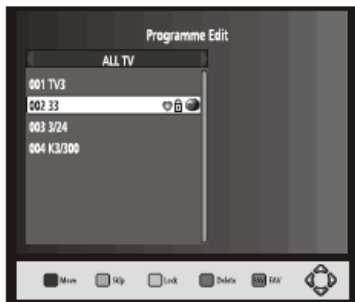 Programme Edit
ALL TV
001 TV3
002 33
003 3/24
004 K3/300
Move Skip Lock Delete FAV FAV